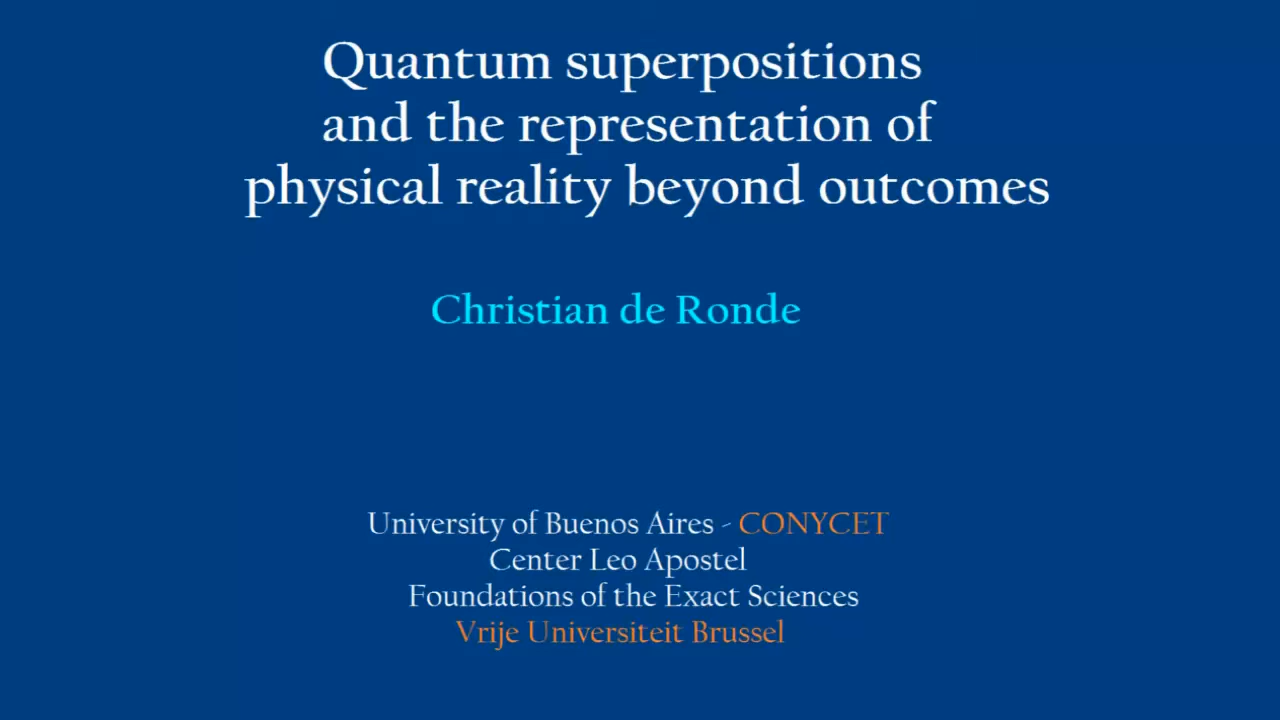 Quantum superpositions
and the representation of
physical reality beyond outcomes
Christian de Ronde
University of Buenos Aires - CONYCET
Center Leo Apostel
Foundations of the Exact Sciences
Vrije Universiteit Brussel